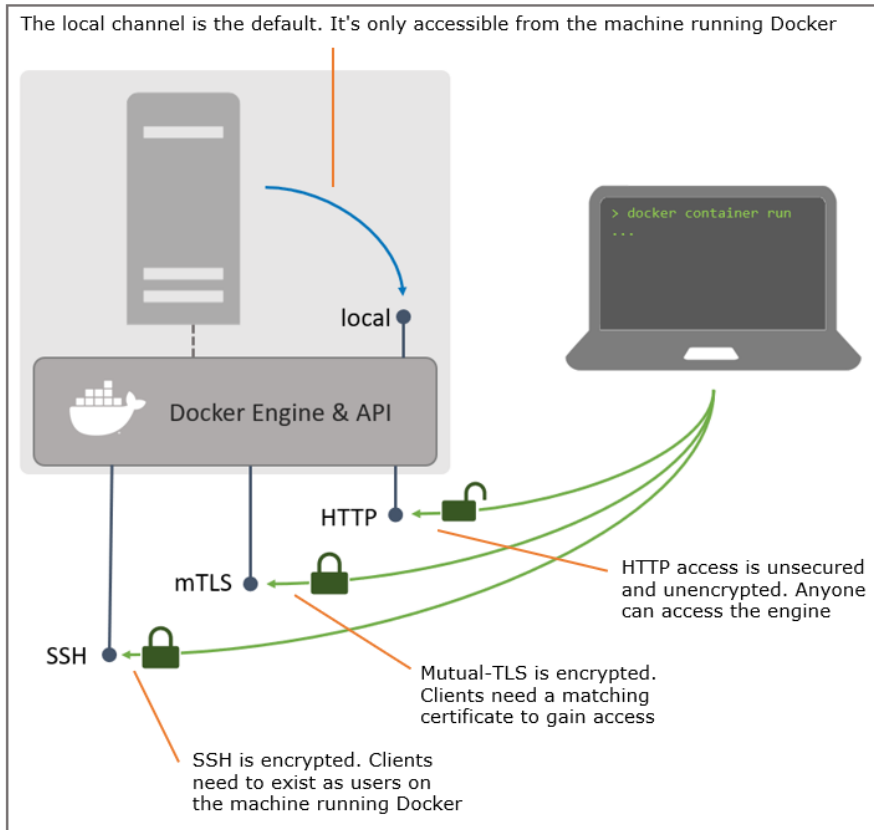 The local channel is the default. It's only accessible from the machine running Docker
> docker container run
...
local
Docker Engine & API
HTTP
HTTP access is unsecured
and unencrypted. Anyone
can access the engine
mTLS
Mutual-TLS is encrypted.
Clients need a matching
certificate to gain access
SSH
SSH is encrypted. Clients
need to exist as users on
the machine running Docker